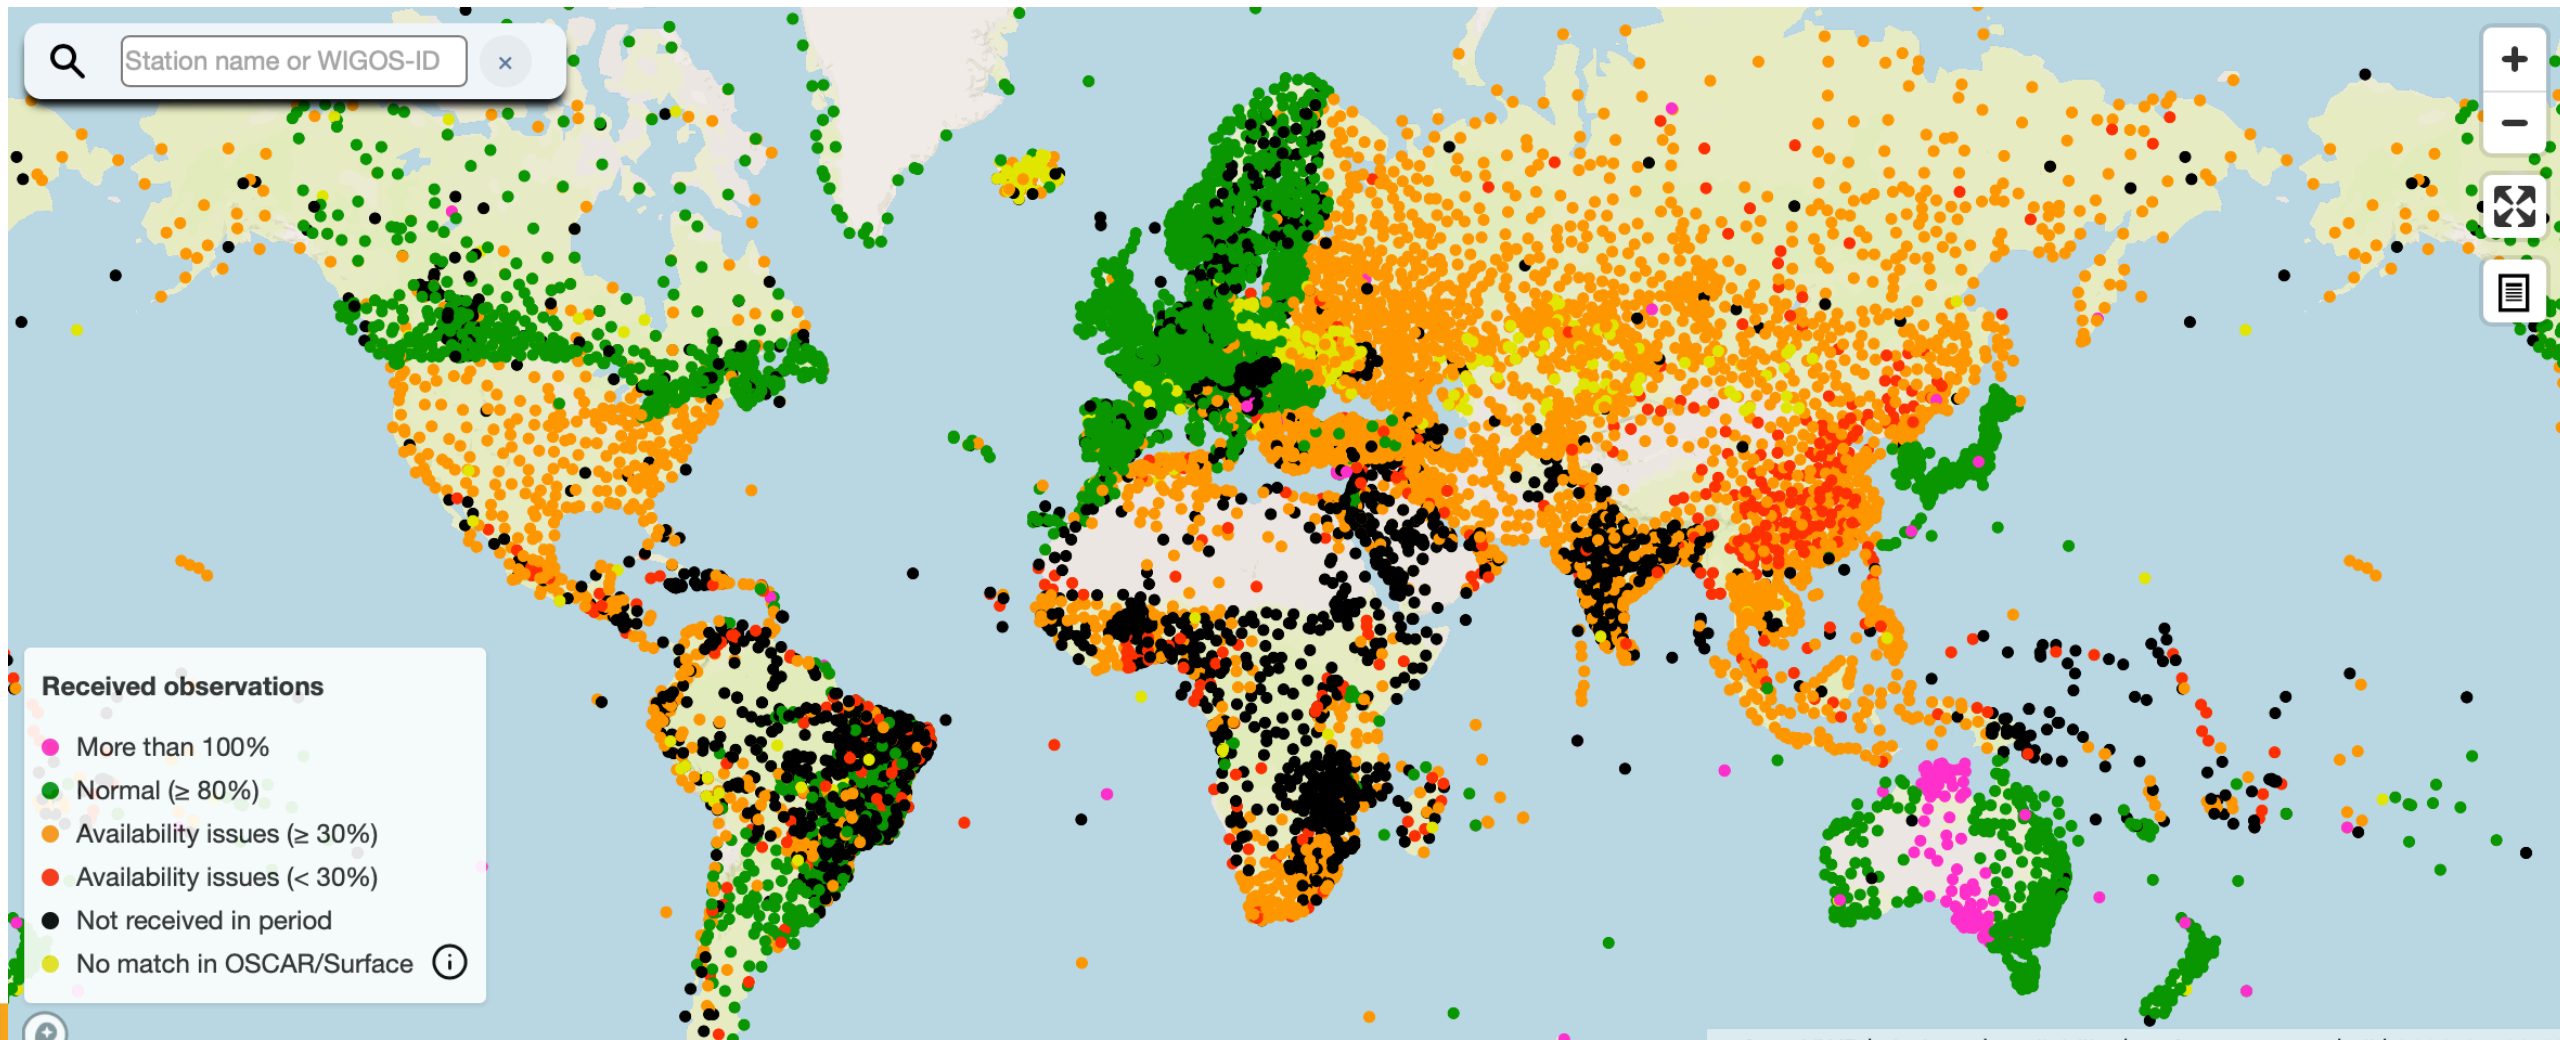 Station name or WIGOS-ID
Received observations
More than 100%
Normal (≥ 80%)
Availability issues (≥ 30%)
Availability issues (< 30%)
Not received in period
No match in OSCAR/Surface